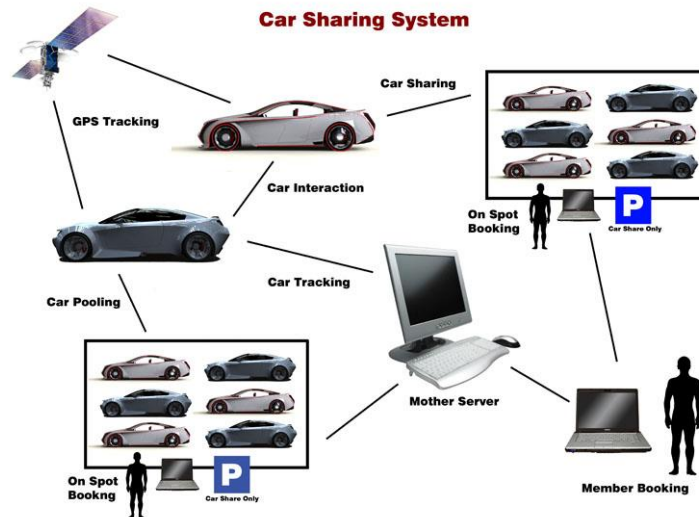 Car Sharing System
Car Sharing
GPS Tracking
Car Interaction
On Spot
Booking
P
Car Share Only
Car Tracking
Car Pooling
Mother Server
On Spot
Bookng
P
Car Share Only
Member Booking